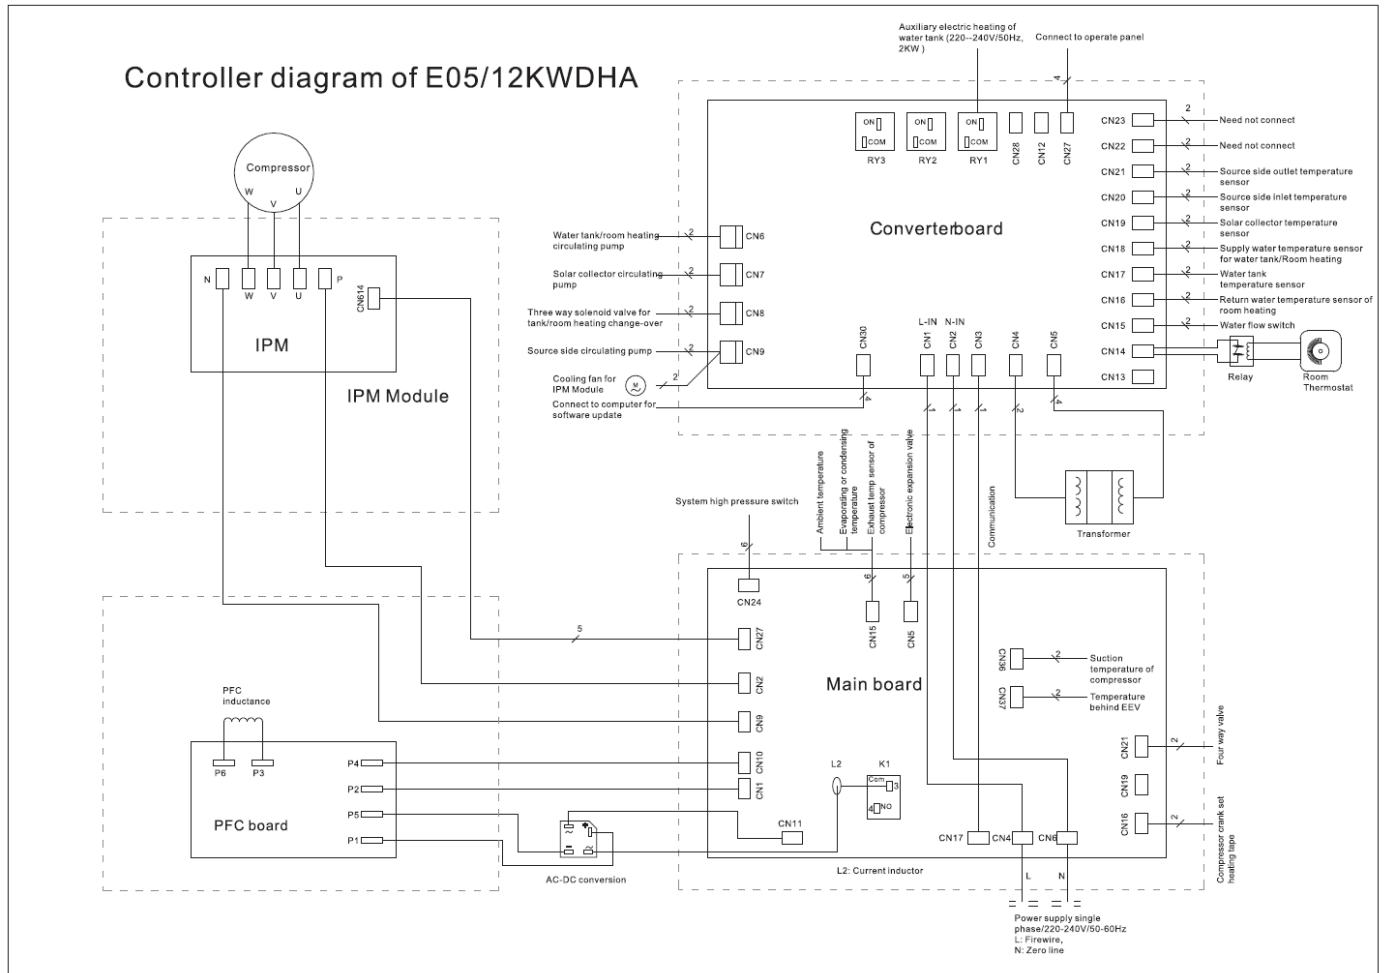 Controller diagram of E05/12KWDHA
Auxiliary electric heating of
water tank (220--240V/50Hz,
2KW )
Connect to operate panel
4
ON
COM
RY3
ON
COM
RY2
ON
COM
RY1
CN28
CN12
CN27
CN23
2
Need not connect
CN22
2
Need not connect
CN21
2
Source side outlet temperature
sensor
CN20
2
Source side inlet temperature
sensor
CN19
2
Solar collector temperature
sensor
CN18
2
Supply water temperature sensor
for water tank/Room heating
CN17
2
Water tank
temperature sensor
CN16
2
Return water temperature sensor of
room heating
CN15
2
Water flow switch
CN14
Relay
Room
Thermostat
CN13
Converterboard
Water tank/room heating
circulating pump
2
CN6
Solar collector circulating
pump
2
CN7
Three way solenoid valve for
tank/room heating change-over
2
CN8
Source side circulating pump
2
CN9
Cooling fan for
IPM Module
M
2
Connect to computer for
software update
CN30
4
L-IN
N-IN
CN1
CN2
CN3
CN4
CN5
1
1
1
2
4
Transformer
Communication
Compressor
W
V
U
N
W
V
U
P
CN614
IPM
IPM Module
System high pressure switch
6
CN24
Ambient temperature
Evaporating or condensing
temperature
Exhaust temp sensor of
compressor
Electronic expansion valve
6
5
CN15
CN5
5
CN27
CN2
CN9
CN10
CN1
Main board
CN36
2
Suction
temperature of
compressor
CN37
2
Temperature
behind EEV
CN21
2
Four way valve
CN19
CN16
2
Compressor crank set
heating tape
PFC
inductance
P6
P3
P4
P2
P5
P1
PFC board
AC-DC conversion
CN11
L2
K1
Com
3
4
NO
CN17
CN4
CN6
L2: Current inductor
L
N
Power supply single
phase/220-240V/50-60Hz
L: Firewire,
N: Zero line